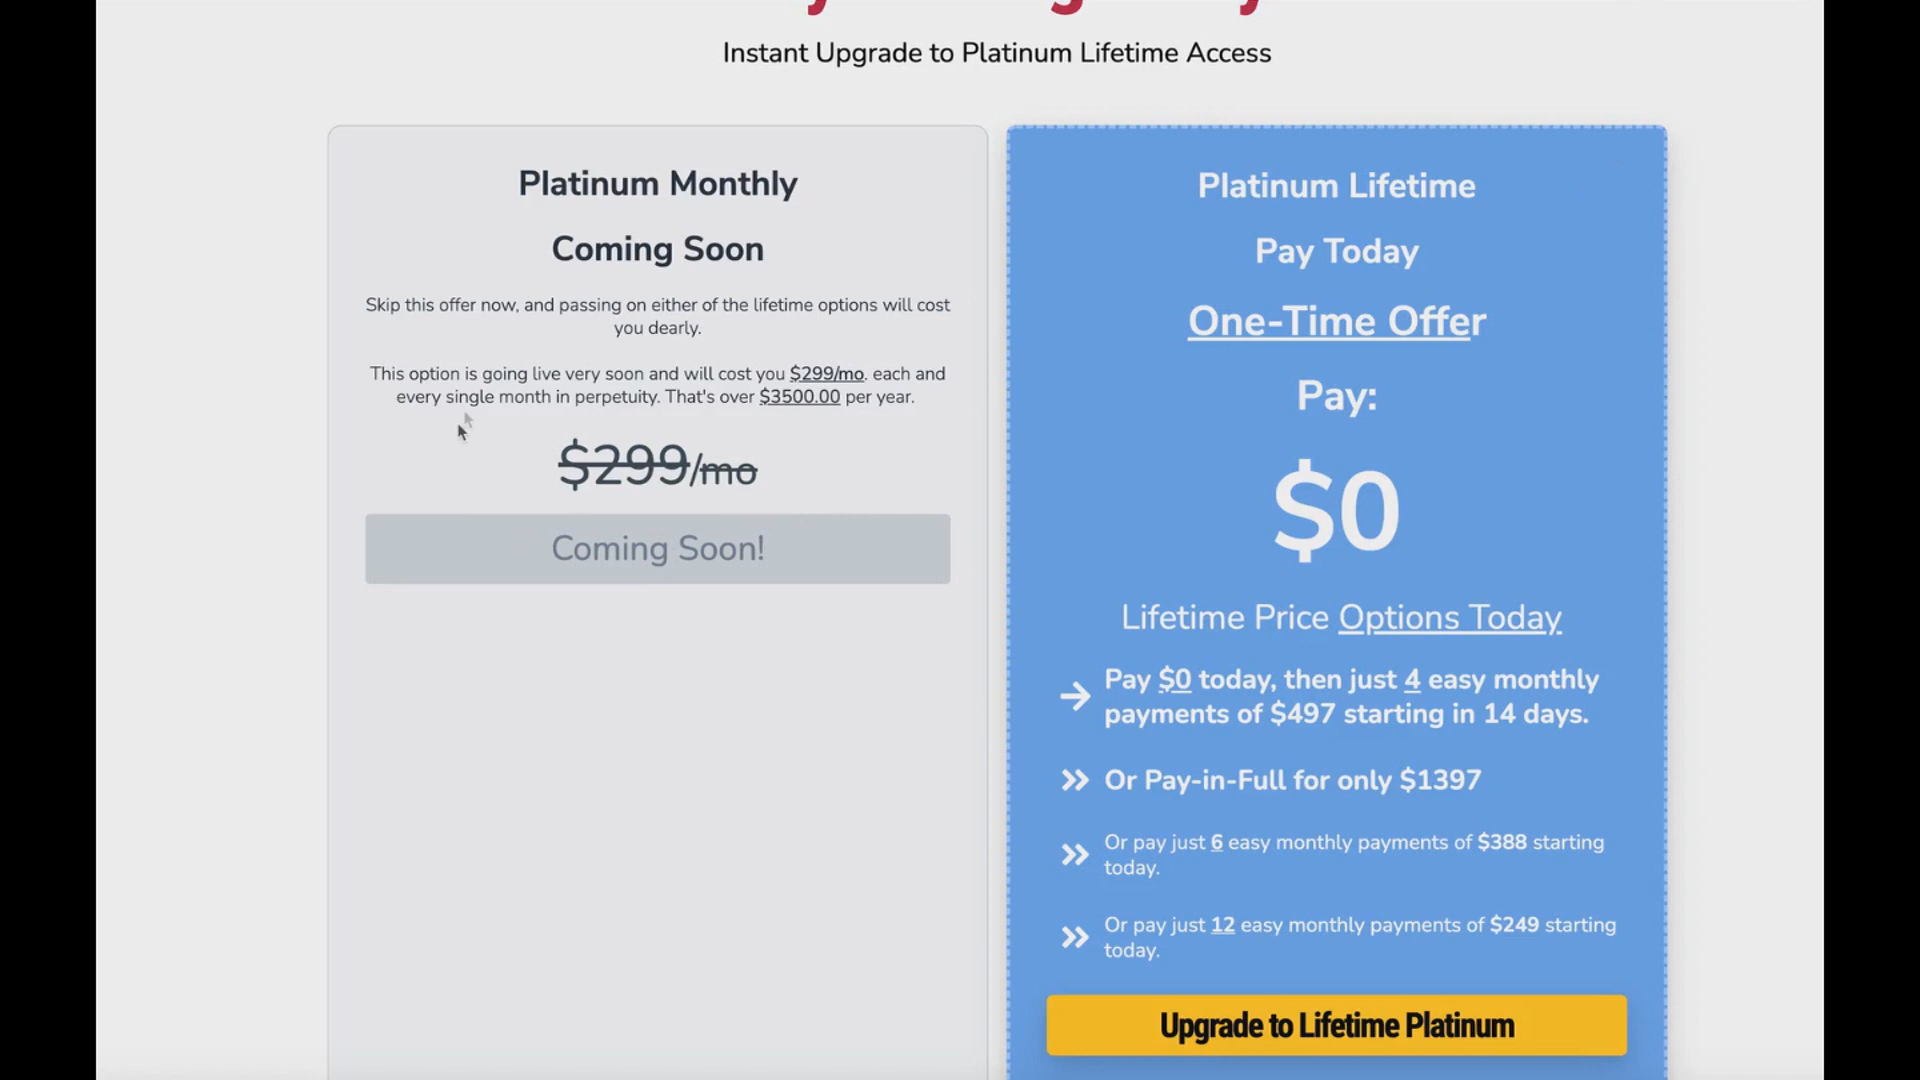 Instant Upgrade to Platinum Lifetime Access
Platinum Monthly
Coming Soon
Skip this offer now, and passing on either of the lifetime options will cost
you dearly.
This option is going live very soon and will cost you $299/mo. each and
every single month in perpetuity. That's over $3500.00 per year.
$299/mo
Coming Soon!
Platinum Lifetime
Pay Today
One-Time Offer
Pay:
$0
Lifetime Price Options Today
Pay $0 today, then just 4 easy monthly
payments of $497 starting in 14 days.
Or Pay-in-Full for only $1397
Or pay just 6 easy monthly payments of $388 starting
today.
Or pay just 12 easy monthly payments of $249 starting
today.
Upgrade to Lifetime Platinum